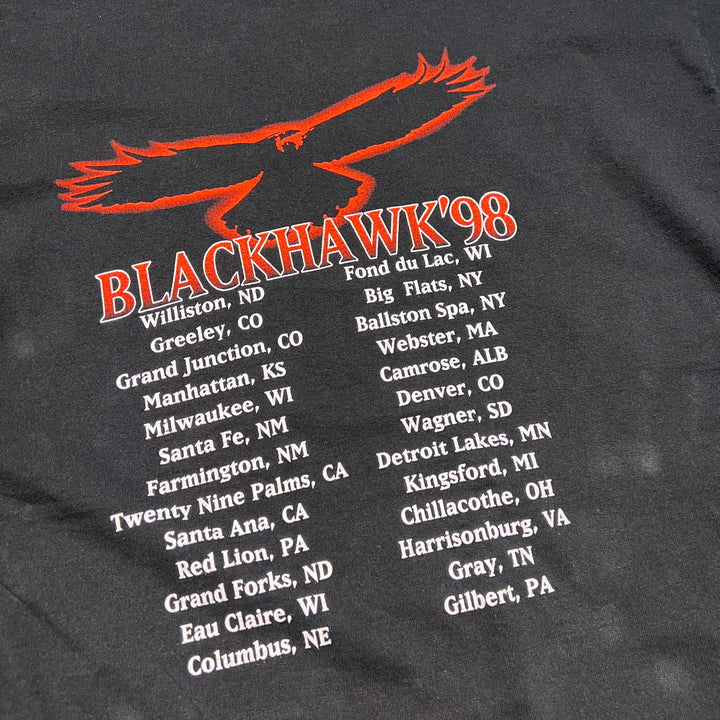 BLACKHAWK'98
Williston, ND
Greeley, CO
Grand Junction, CO
Manhattan, KS
Milwaukee, WI
Santa Fe, NM
Farmington, NM
Twenty Nine Palms, CA
Santa Ana, CA
Red Lion, PA
Grand Forks, ND
Eau Claire, WI
Columbus, NE
Fond du Lac, WI
Big Flats, NY
Ballston Spa, NY
Webster, MA
Camrose, ALB
Denver, CO
Wagner, SD
Detroit Lakes, MN
Kingsford, MI
Chillacothe, OH
Harrisonburg, VA
Gray, TN
Gilbert, PA